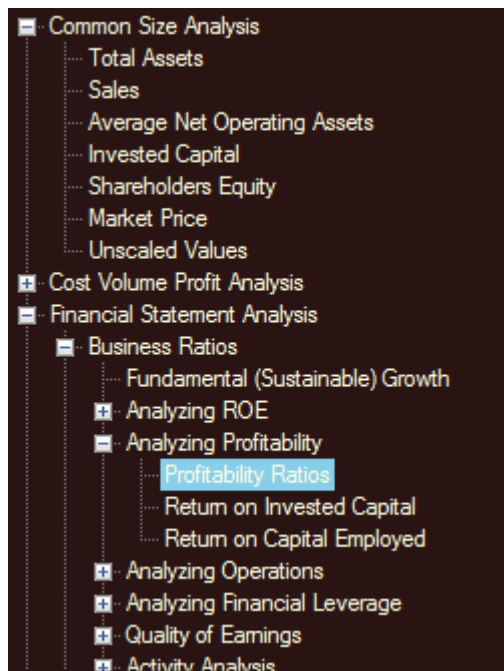 Common Size Analysis
Total Assets
Sales
Average Net Operating Assets
Invested Capital
Shareholders Equity
Market Price
Unscaled Values
Cost Volume Profit Analysis
Financial Statement Analysis
Business Ratios
Fundamental (Sustainable) Growth
Analyzing ROE
Analyzing Profitability
Profitability Ratios
Return on Invested Capital
Return on Capital Employed
Analyzing Operations
Analyzing Financial Leverage
Quality of Earnings
Activity Analysis